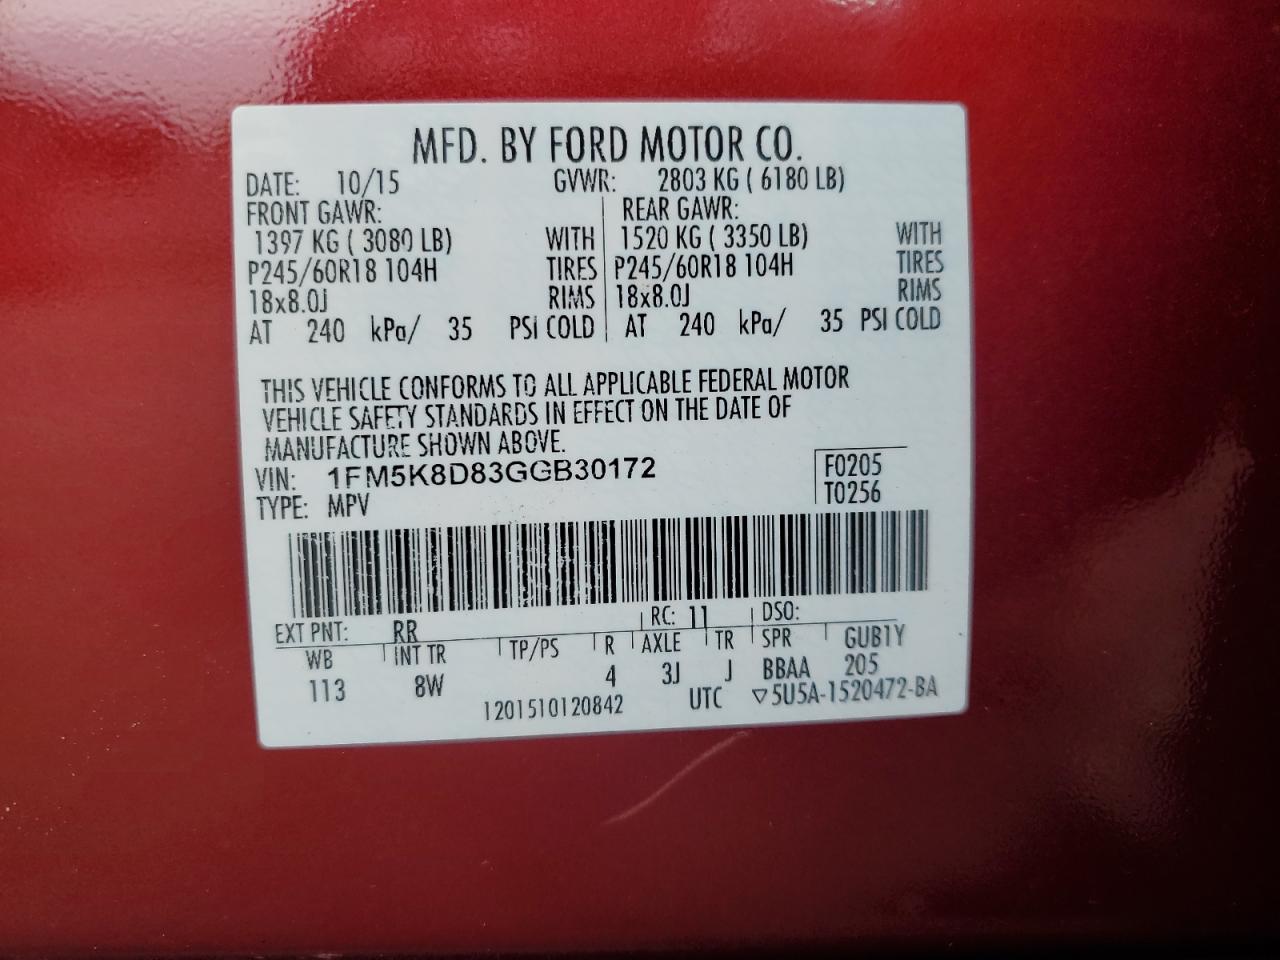 MFD. BY FORD MOTOR CO.
DATE: 10/15 GVWR: 2803 KG ( 6180 LB)
FRONT GAWR: REAR GAWR:
1397 KG ( 3080 LB) WITH 1520 KG ( 3350 LB) WITH
P245/60R18 104H TIRES P245/60R18 104H TIRES
18x8.0J RIMS 18x8.0J RIMS
AT 240 kPa/ 35 PSI COLD AT 240 kPa/ 35 PSI COLD
THIS VEHICLE CONFORMS TO ALL APPLICABLE FEDERAL MOTOR
VEHICLE SAFETY STANDARDS IN EFFECT ON THE DATE OF
MANUFACTURE SHOWN ABOVE.
VIN: 1FM5K8D83GGB30172 F0205
TYPE: MPV T0256
EXT PNT: RR RC: 11 DSO:
WB INT TR TP/PS R AXLE TR SPR GUB1Y
113 8W 4 3J J BBAA 205
1201510120842 UTC ▽5U5A-1520472-BA